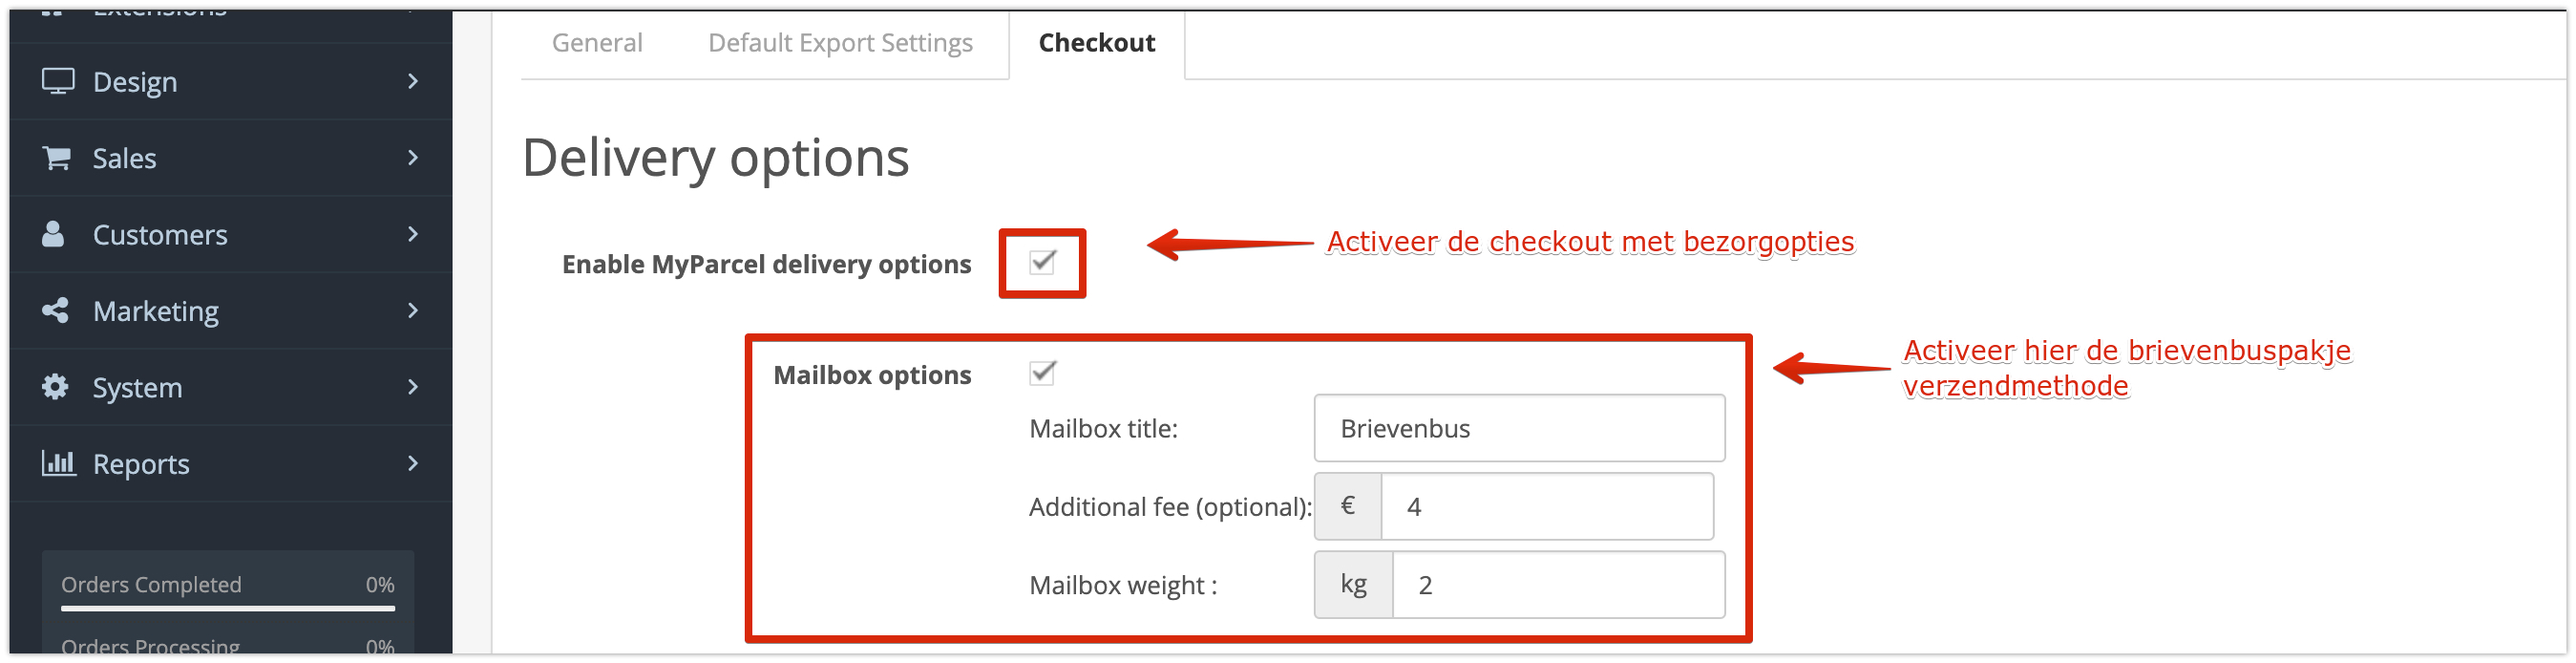 Extensions
General
Default Export Settings
Checkout
Design
Sales
Customers
Marketing
System
Reports
Orders Completed 0%
Orders Processing 0%
Delivery options
Enable MyParcel delivery options
Activeer de checkout met bezorgopties
Mailbox options
Activeer hier de brievenbuspakje
verzendmethode
Mailbox title: Brievenbus
Additional fee (optional): € 4
Mailbox weight : kg 2